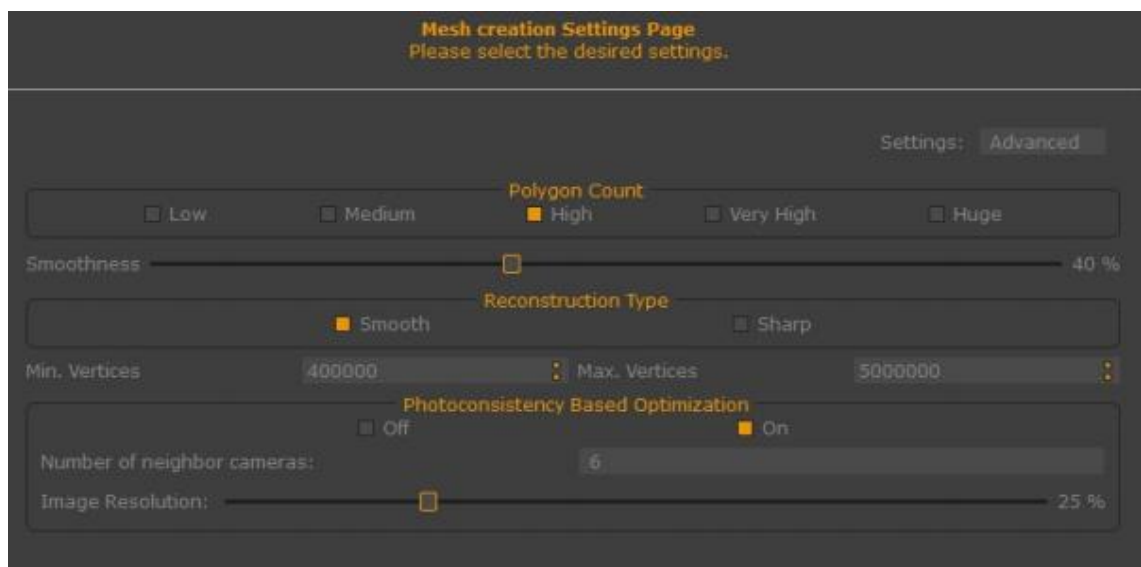 Mesh creation Settings Page
Please select the desired settings.
Settings: Advanced
Polygon Count
Low Medium High Very High Huge
Smoothness 40 %
Reconstruction Type
Smooth Sharp
Min. Vertices 400000 Max. Vertices 5000000
Photoconsistency Based Optimization
Off On
Number of neighbor cameras: 6
Image Resolution: 25 %